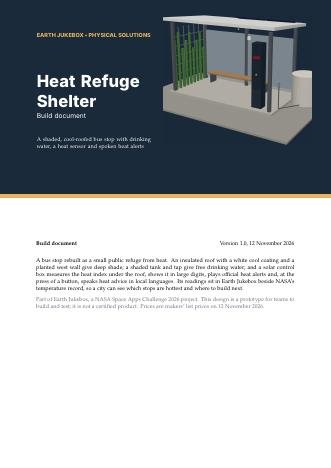 EARTH JUKEBOX • PHYSICAL SOLUTIONS
Heat Refuge
Shelter
Build document
A shaded, cool-roofed bus stop with drinking
water, a heat sensor and spoken heat alerts
Build document
Version 1.0, 12 November 2026
A bus stop rebuilt as a small public refuge from heat. An insulated roof with a white cool coating and a
planted west wall give deep shade; a shaded tank and tap give free drinking water; and a solar control
box measures the heat index under the roof, shows it in large digits, plays official heat alerts and, at the
press of a button, speaks heat advice in local languages. Its readings sit in Earth Jukebox beside NASA's
temperature record, so a city can see which stops are hottest and where to build next.
Part of Earth Jukebox, a NASA Space Apps Challenge 2026 project. This design is a prototype for teams to
build and test; it is not a certified product. Prices are makers' list prices on 12 November 2026.